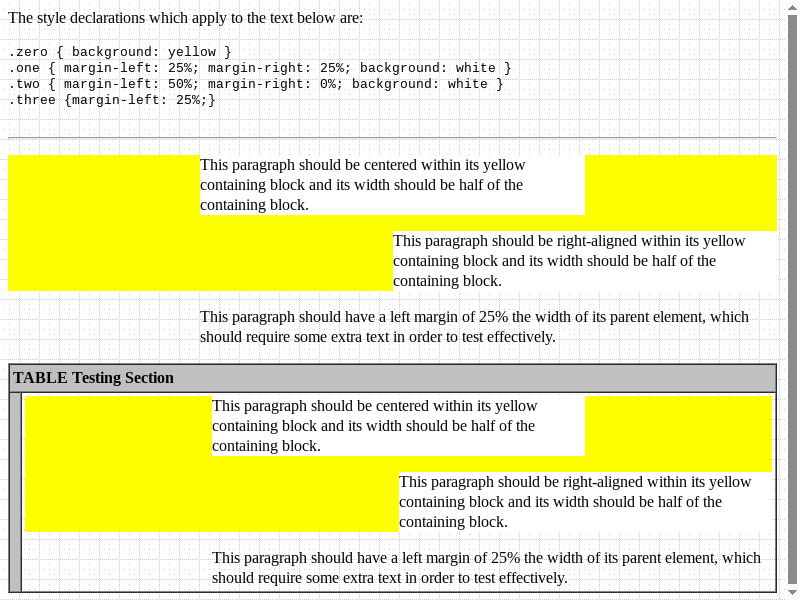 The style declarations which apply to the text below are:
.zero { background: yellow }
.one { margin-left: 25%; margin-right: 25%; background: white }
.two { margin-left: 50%; margin-right: 0%; background: white }
.three {margin-left: 25%;}
This paragraph should be centered within its yellow
containing block and its width should be half of the
containing block.
This paragraph should be right-aligned within its yellow
containing block and its width should be half of the
containing block.
This paragraph should have a left margin of 25% the width of its parent element, which
should require some extra text in order to test effectively.
TABLE Testing Section
This paragraph should be centered within its yellow
containing block and its width should be half of the
containing block.
This paragraph should be right-aligned within its yellow
containing block and its width should be half of the
containing block.
This paragraph should have a left margin of 25% the width of its parent element, which
should require some extra text in order to test effectively.